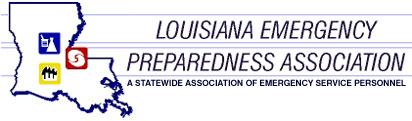 LOUISIANA EMERGENCY
PREPAREDNESS ASSOCIATION
A STATEWIDE ASSOCIATION OF EMERGENCY SERVICE PERSONNEL